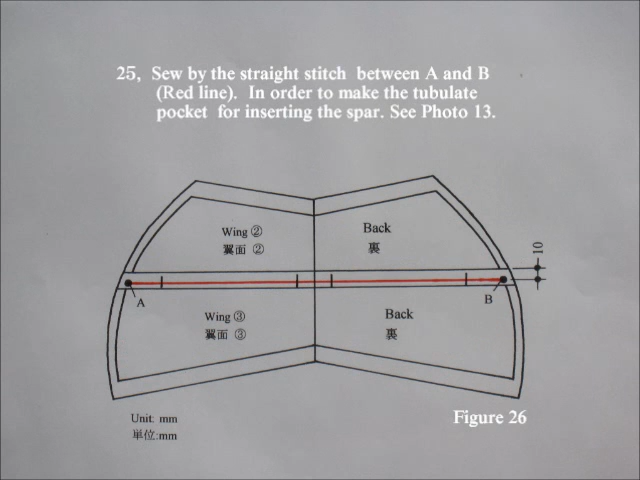 25, Sew by the straight stitch between A and B
(Red line). In order to make the tubulate
pocket for inserting the spar. See Photo 13.
Wing ②
翼面 ②
Back
裏
10
A
B
Wing ③
翼面 ③
Back
裏
Unit: mm
単位:mm
Figure 26